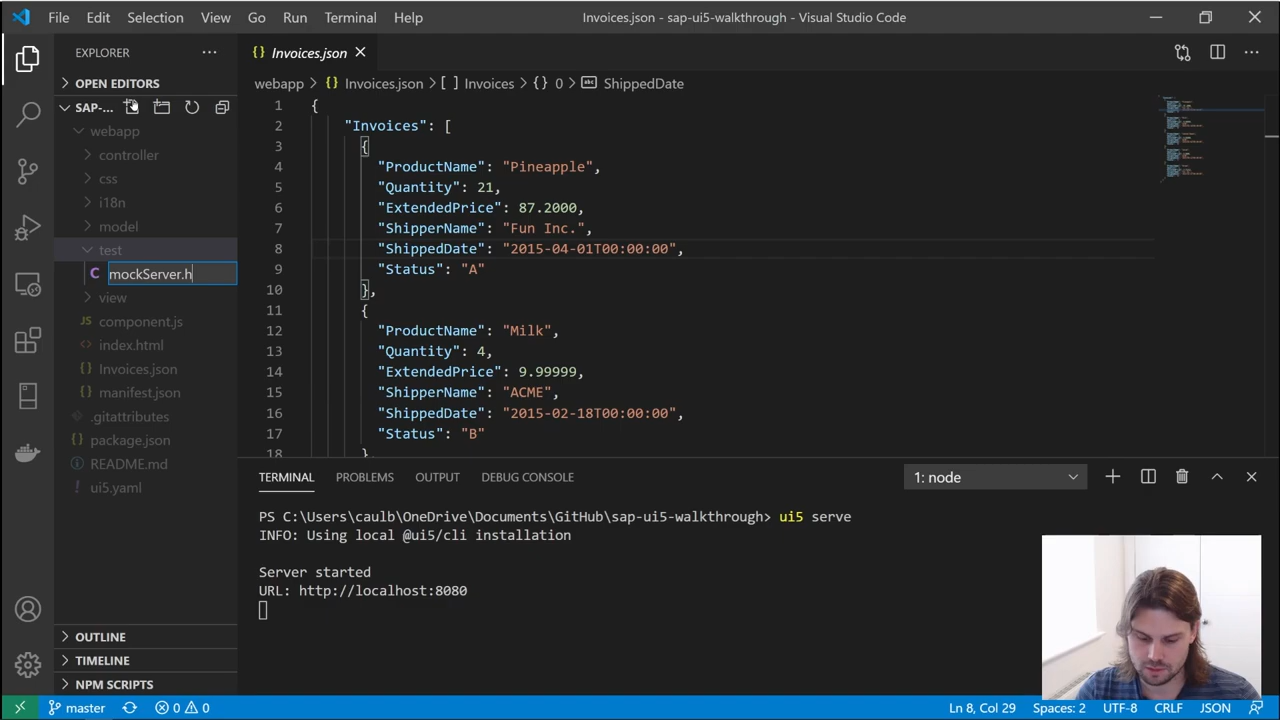 File Edit Selection View Go Run Terminal Help
Invoices.json - sap-ui5-walkthrough - Visual Studio Code
EXPLORER
{} Invoices.json
OPEN EDITORS
webapp > {} Invoices.json > [ ] Invoices > {} 0 > ShippedDate
SAP-...
webapp
controller
css
i18n
model
test
C mockServer.h
view
component.js
index.html
{} Invoices.json
{} manifest.json
.gitattributes
{} package.json
README.md
ui5.yaml
OUTLINE
TIMELINE
NPM SCRIPTS
1 {
2 "Invoices": [
3 {
4 "ProductName": "Pineapple",
5 "Quantity": 21,
6 "ExtendedPrice": 87.2000,
7 "ShipperName": "Fun Inc.",
8 "ShippedDate": "2015-04-01T00:00:00",
9 "Status": "A"
10 },
11 {
12 "ProductName": "Milk",
13 "Quantity": 4,
14 "ExtendedPrice": 9.99999,
15 "ShipperName": "ACME",
16 "ShippedDate": "2015-02-18T00:00:00",
17 "Status": "B"
18 },
TERMINAL PROBLEMS OUTPUT DEBUG CONSOLE
1: node
PS C:\Users\caulb\OneDrive\Documents\GitHub\sap-ui5-walkthrough> ui5 serve
INFO: Using local @ui5/cli installation
Server started
URL: http://localhost:8080
master 0 0
Ln 8, Col 29 Spaces: 2 UTF-8 CRLF JSON